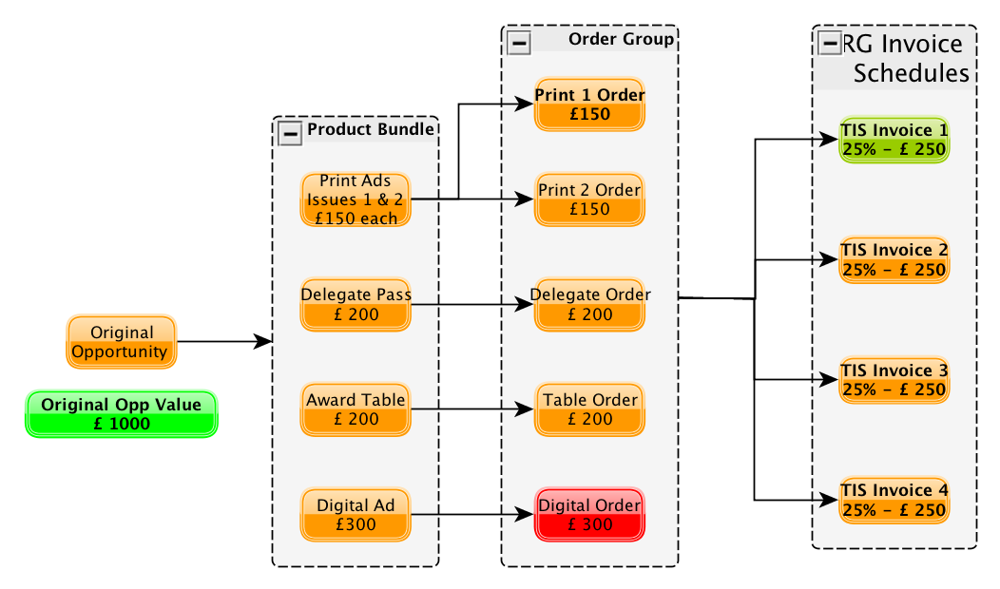 Original
Opportunity
Original Opp Value
£ 1000
Product Bundle
Print Ads
Issues 1 & 2
£150 each
Delegate Pass
£ 200
Award Table
£ 200
Digital Ad
£300
Order Group
Print 1 Order
£150
Print 2 Order
£150
Delegate Order
£ 200
Table Order
£ 200
Digital Order
£ 300
RG Invoice
Schedules
TIS Invoice 1
25% - £ 250
TIS Invoice 2
25% - £ 250
TIS Invoice 3
25% - £ 250
TIS Invoice 4
25% - £ 250